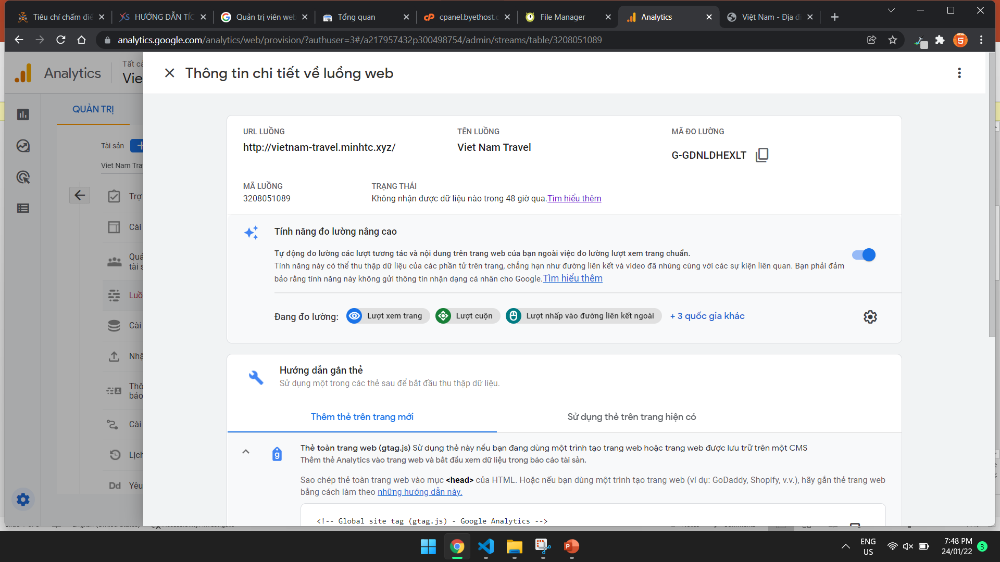 Tiêu chí chấm điể
HƯỚNG DẪN TÍC
Quản trị viên web
Tổng quan
cpanel.byethost.c
File Manager
Analytics
Việt Nam - Địa đi
analytics.google.com/analytics/web/provision/?authuser=3#/a217957432p300498754/admin/streams/table/3208051089
Analytics
Tất cả
Vie
Thông tin chi tiết về luồng web
QUẢN TRỊ
Tài sản
Viet Nam Tra
Trợ
Cài
Quả
tài s
Luồ
Cài
Nhậ
Thô
báo
Cài
Lịch
Dd Yêu
URL LUỒNG
http://vietnam-travel.minhtc.xyz/
TÊN LUỒNG
Viet Nam Travel
MÃ ĐO LƯỜNG
G-GDNLDHEXLT
MÃ LUỒNG
3208051089
TRẠNG THÁI
Không nhận được dữ liệu nào trong 48 giờ qua.Tìm hiểu thêm
Tính năng đo lường nâng cao
Tự động đo lường các lượt tương tác và nội dung trên trang web của bạn ngoài việc đo lường lượt xem trang chuẩn.
Tính năng này có thể thu thập dữ liệu của các phần tử trên trang, chẳng hạn như đường liên kết và video đã nhúng cùng với các sự kiện liên quan. Bạn phải đảm
bảo rằng tính năng này không gửi thông tin nhận dạng cá nhân cho Google.Tìm hiểu thêm
Đang đo lường: Lượt xem trang Lượt cuộn Lượt nhấp vào đường liên kết ngoài + 3 quốc gia khác
Hướng dẫn gắn thẻ
Sử dụng một trong các thẻ sau để bắt đầu thu thập dữ liệu.
Thêm thẻ trên trang mới
Sử dụng thẻ trên trang hiện có
Thẻ toàn trang web (gtag.js) Sử dụng thẻ này nếu bạn đang dùng một trình tạo trang web hoặc trang web được lưu trữ trên một CMS
Thêm thẻ Analytics vào trang web và bắt đầu xem dữ liệu trong báo cáo tài sản.
Sao chép thẻ toàn trang web vào mục <head> của HTML. Hoặc nếu bạn dùng một trình tạo trang web (ví dụ: GoDaddy, Shopify, v.v.), hãy gắn thẻ trang web
bằng cách làm theo những hướng dẫn này.
<!-- Global site tag (gtag.js) - Google Analytics -->
ENG
US
7:48 PM
24/01/22
3